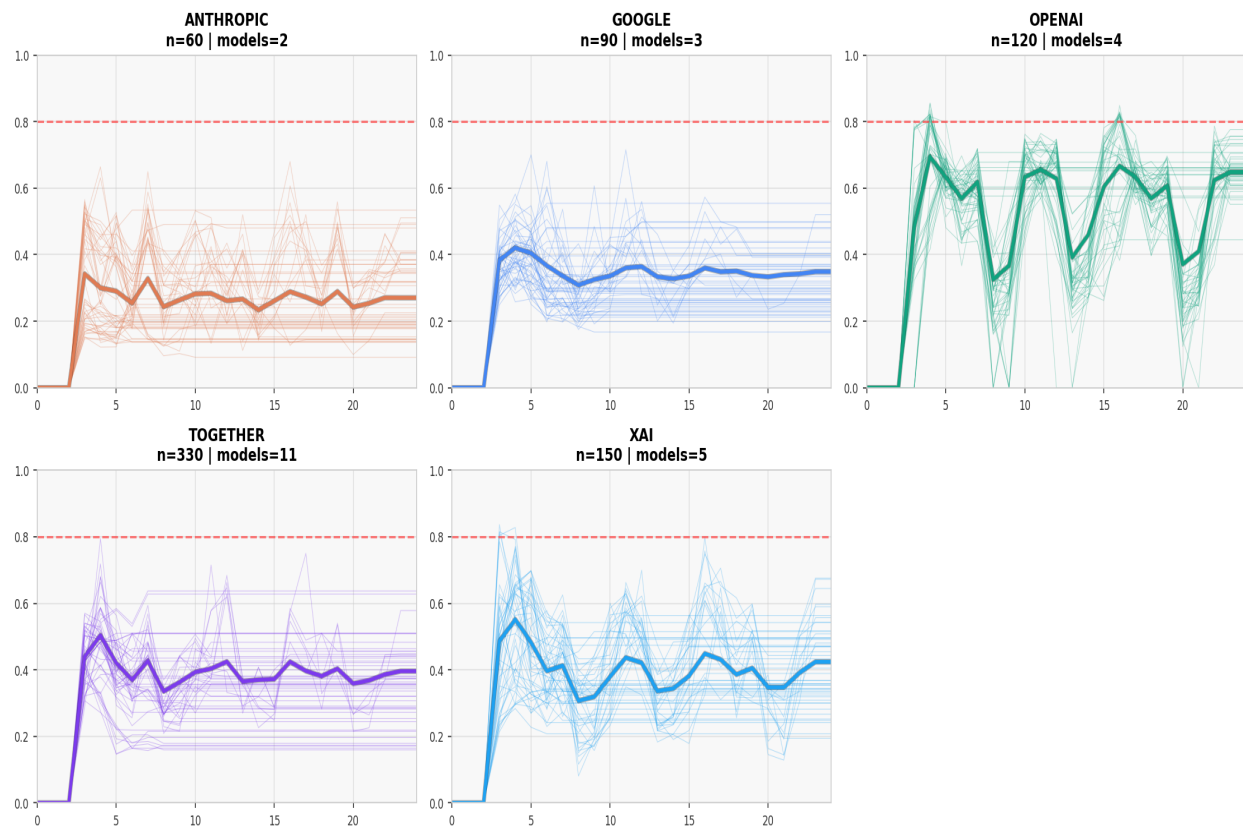 ANTHROPIC
n=60 | models=2
1.0
0.8
0.6
0.4
0.2
0.0
0 5 10 15 20
GOOGLE
n=90 | models=3
1.0
0.8
0.6
0.4
0.2
0.0
0 5 10 15 20
OPENAI
n=120 | models=4
1.0
0.8
0.6
0.4
0.2
0.0
0 5 10 15 20
TOGETHER
n=330 | models=11
1.0
0.8
0.6
0.4
0.2
0.0
0 5 10 15 20
XAI
n=150 | models=5
1.0
0.8
0.6
0.4
0.2
0.0
0 5 10 15 20